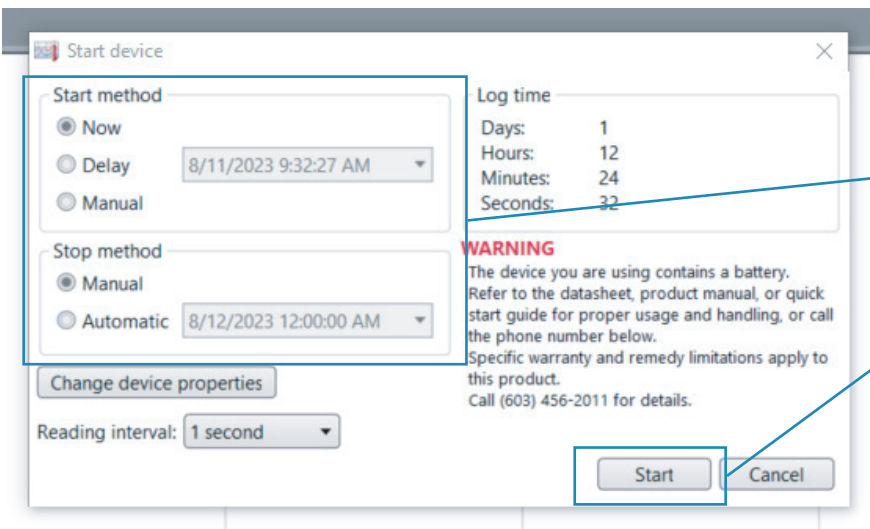 Start device
Start method
Now
Delay 8/11/2023 9:32:27 AM
Manual
Stop method
Manual
Automatic 8/12/2023 12:00:00 AM
Change device properties
Reading interval: 1 second
Log time
Days: 1
Hours: 12
Minutes: 24
Seconds: 32
WARNING
The device you are using contains a battery.
Refer to the datasheet, product manual, or quick
start guide for proper usage and handling, or call
the phone number below.
Specific warranty and remedy limitations apply to
this product.
Call (603) 456-2011 for details.
Start Cancel